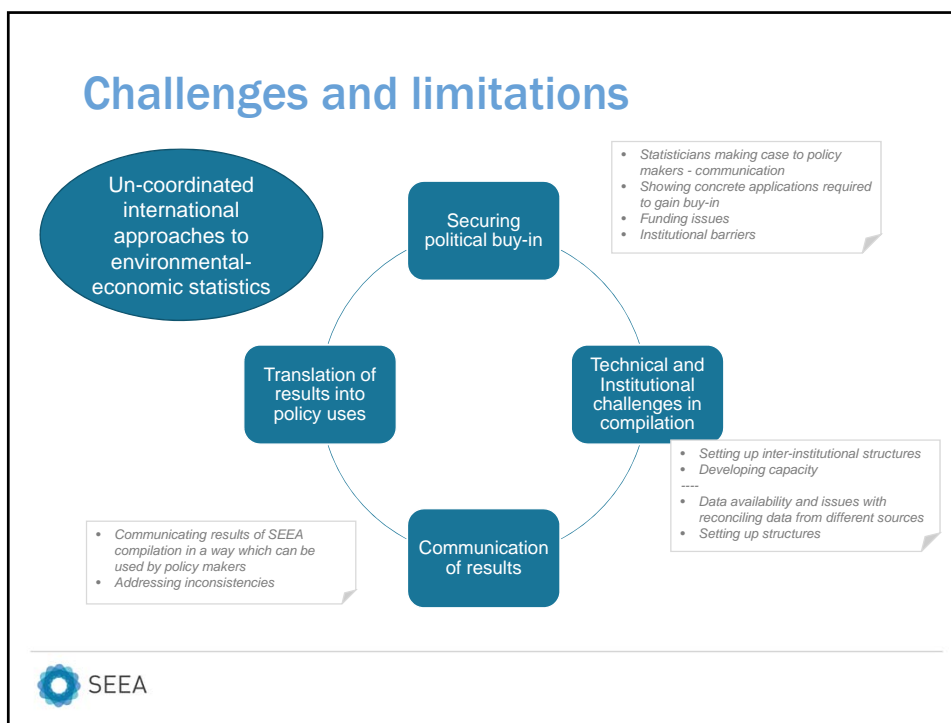 Challenges and limitations
Un-coordinated
international
approaches to
environmental-
economic statistics
Securing
political buy-in
• Statisticians making case to policy
makers - communication
• Showing concrete applications required
to gain buy-in
• Funding issues
• Institutional barriers
Translation of
results into
policy uses
Technical and
Institutional
challenges in
compilation
• Setting up inter-institutional structures
• Developing capacity
----
• Data availability and issues with
reconciling data from different sources
• Setting up structures
Communication
of results
• Communicating results of SEEA
compilation in a way which can be
used by policy makers
• Addressing inconsistencies
SEEA